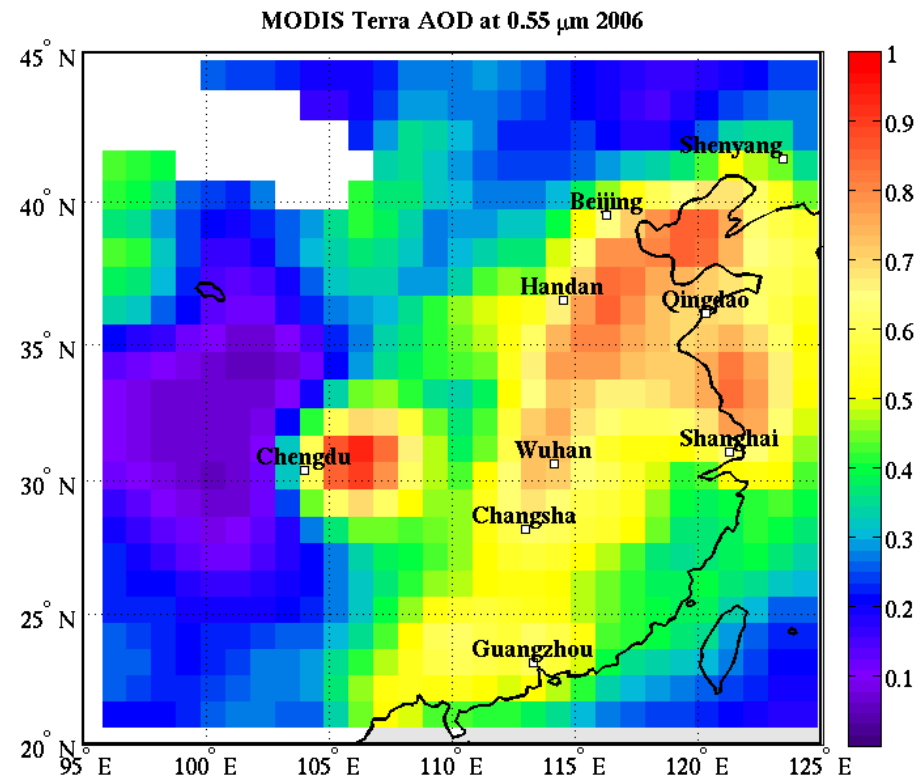 MODIS Terra AOD at 0.55 μm 2006
45° N
40° N
35° N
30° N
25° N
20° N
95° E
100° E
105° E
110° E
115° E
120° E
125° E
Shenyang
Beijing
Handan
Qingdao
Shanghai
Wuhan
Chengdu
Changsha
Guangzhou
1
0.9
0.8
0.7
0.6
0.5
0.4
0.3
0.2
0.1